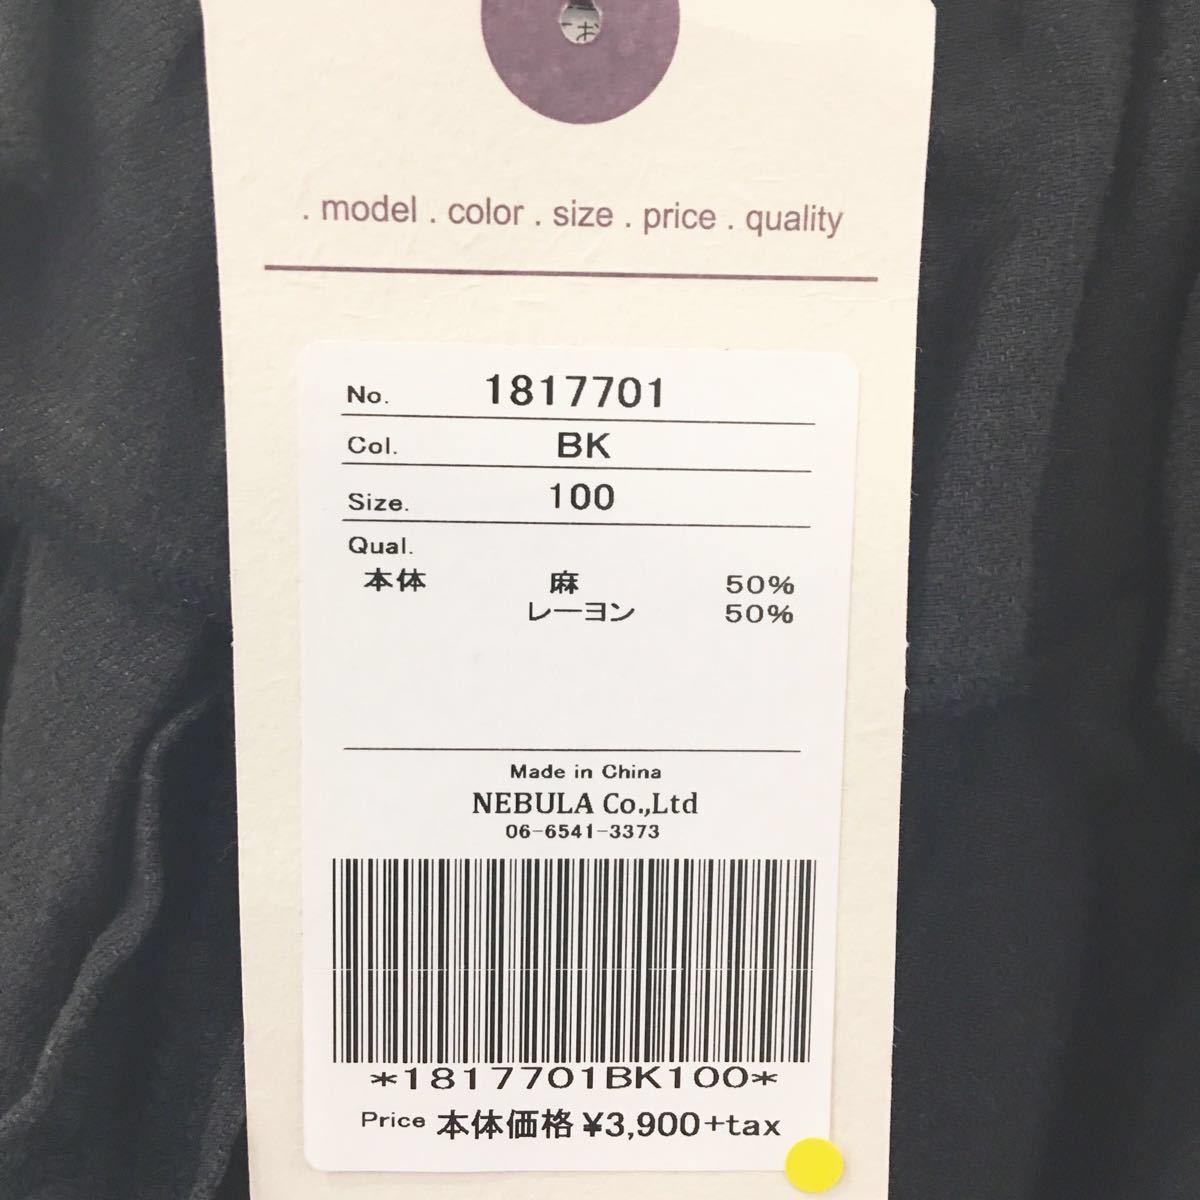 . model . color . size . price . quality
No. 1817701
Col. BK
Size. 100
Qual.
本体 麻 50%
レーヨン 50%
Made in China
NEBULA Co.,Ltd
06-6541-3373
*1817701BK100*
Price 本体価格 ¥3,900+tax